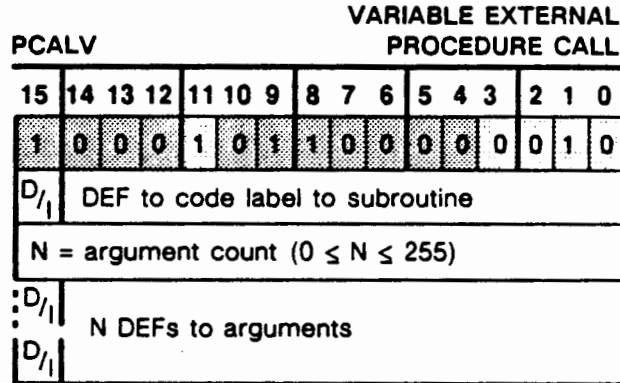 VARIABLE EXTERNAL
PCALV PROCEDURE CALL
15 14 13 12 11 10 9 8 7 6 5 4 3 2 1 0
1 0 0 0 1 0 1 1 0 0 0 0 0 0 1 0
D/I DEF to code label to subroutine
N = argument count (0 ≤ N ≤ 255)
D/I
N DEFs to arguments
D/I